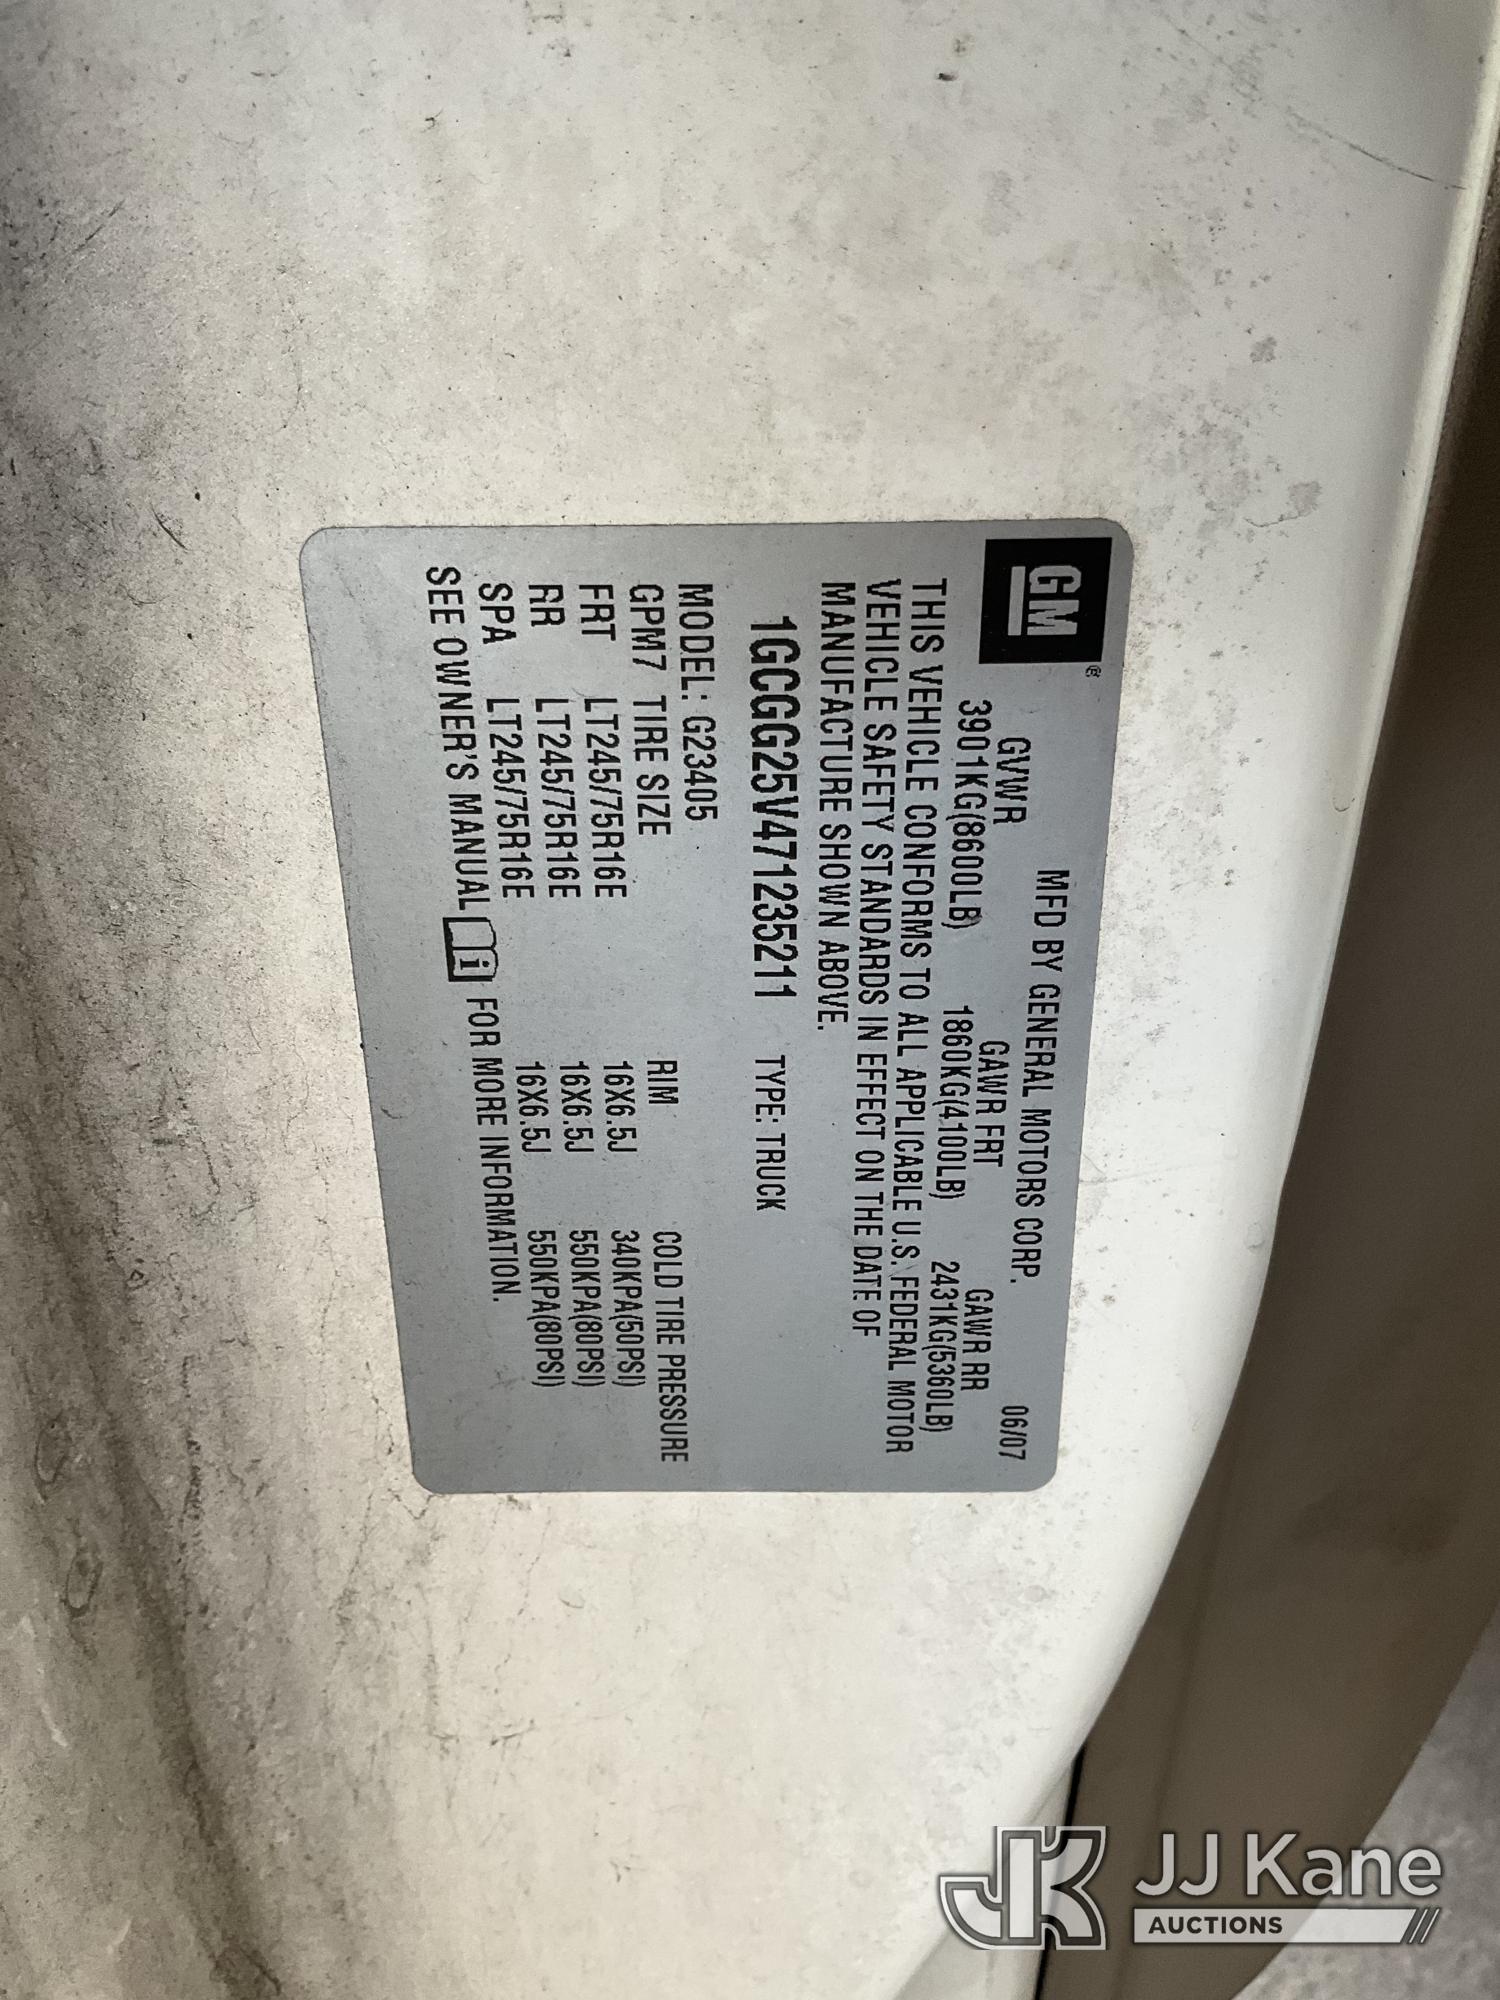 GM ®
MFD BY GENERAL MOTORS CORP. 06/07
GVWR GAWR FRT GAWR RR
3901KG(8600LB) 1860KG(4100LB) 2431KG(5360LB)
THIS VEHICLE CONFORMS TO ALL APPLICABLE U.S. FEDERAL MOTOR
VEHICLE SAFETY STANDARDS IN EFFECT ON THE DATE OF
MANUFACTURE SHOWN ABOVE.
1GCGG25V471235211 TYPE: TRUCK
MODEL: G23405
GPM7 TIRE SIZE RIM COLD TIRE PRESSURE
FRT LT245/75R16E 16X6.5J 340KPA(50PSI)
RR LT245/75R16E 16X6.5J 550KPA(80PSI)
SPA LT245/75R16E 16X6.5J 550KPA(80PSI)
SEE OWNER'S MANUAL i FOR MORE INFORMATION.
JK JJ Kane
AUCTIONS